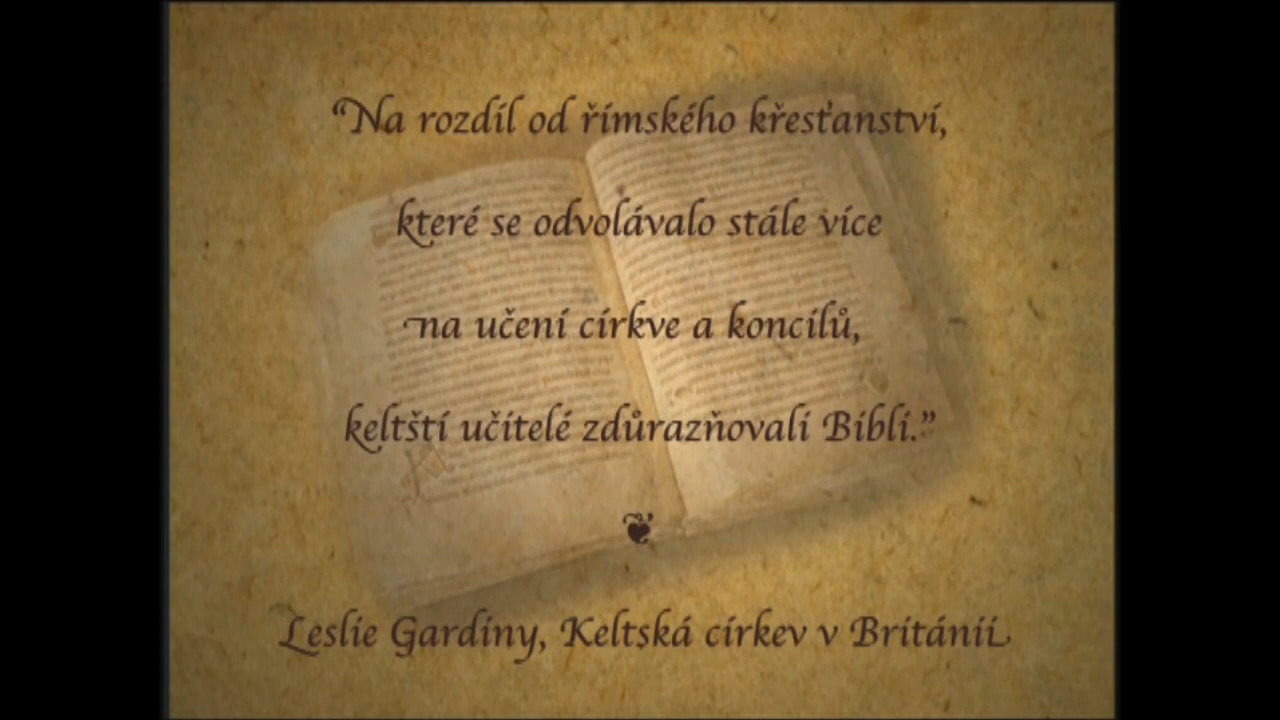 “Na rozdíl od římského křesťanství,
které se odvolávalo stále více
na učení církve a koncilů,
keltští učitelé zdůrazňovali Bibli.”
❦
Leslie Gardiny, Keltská církev v Británii